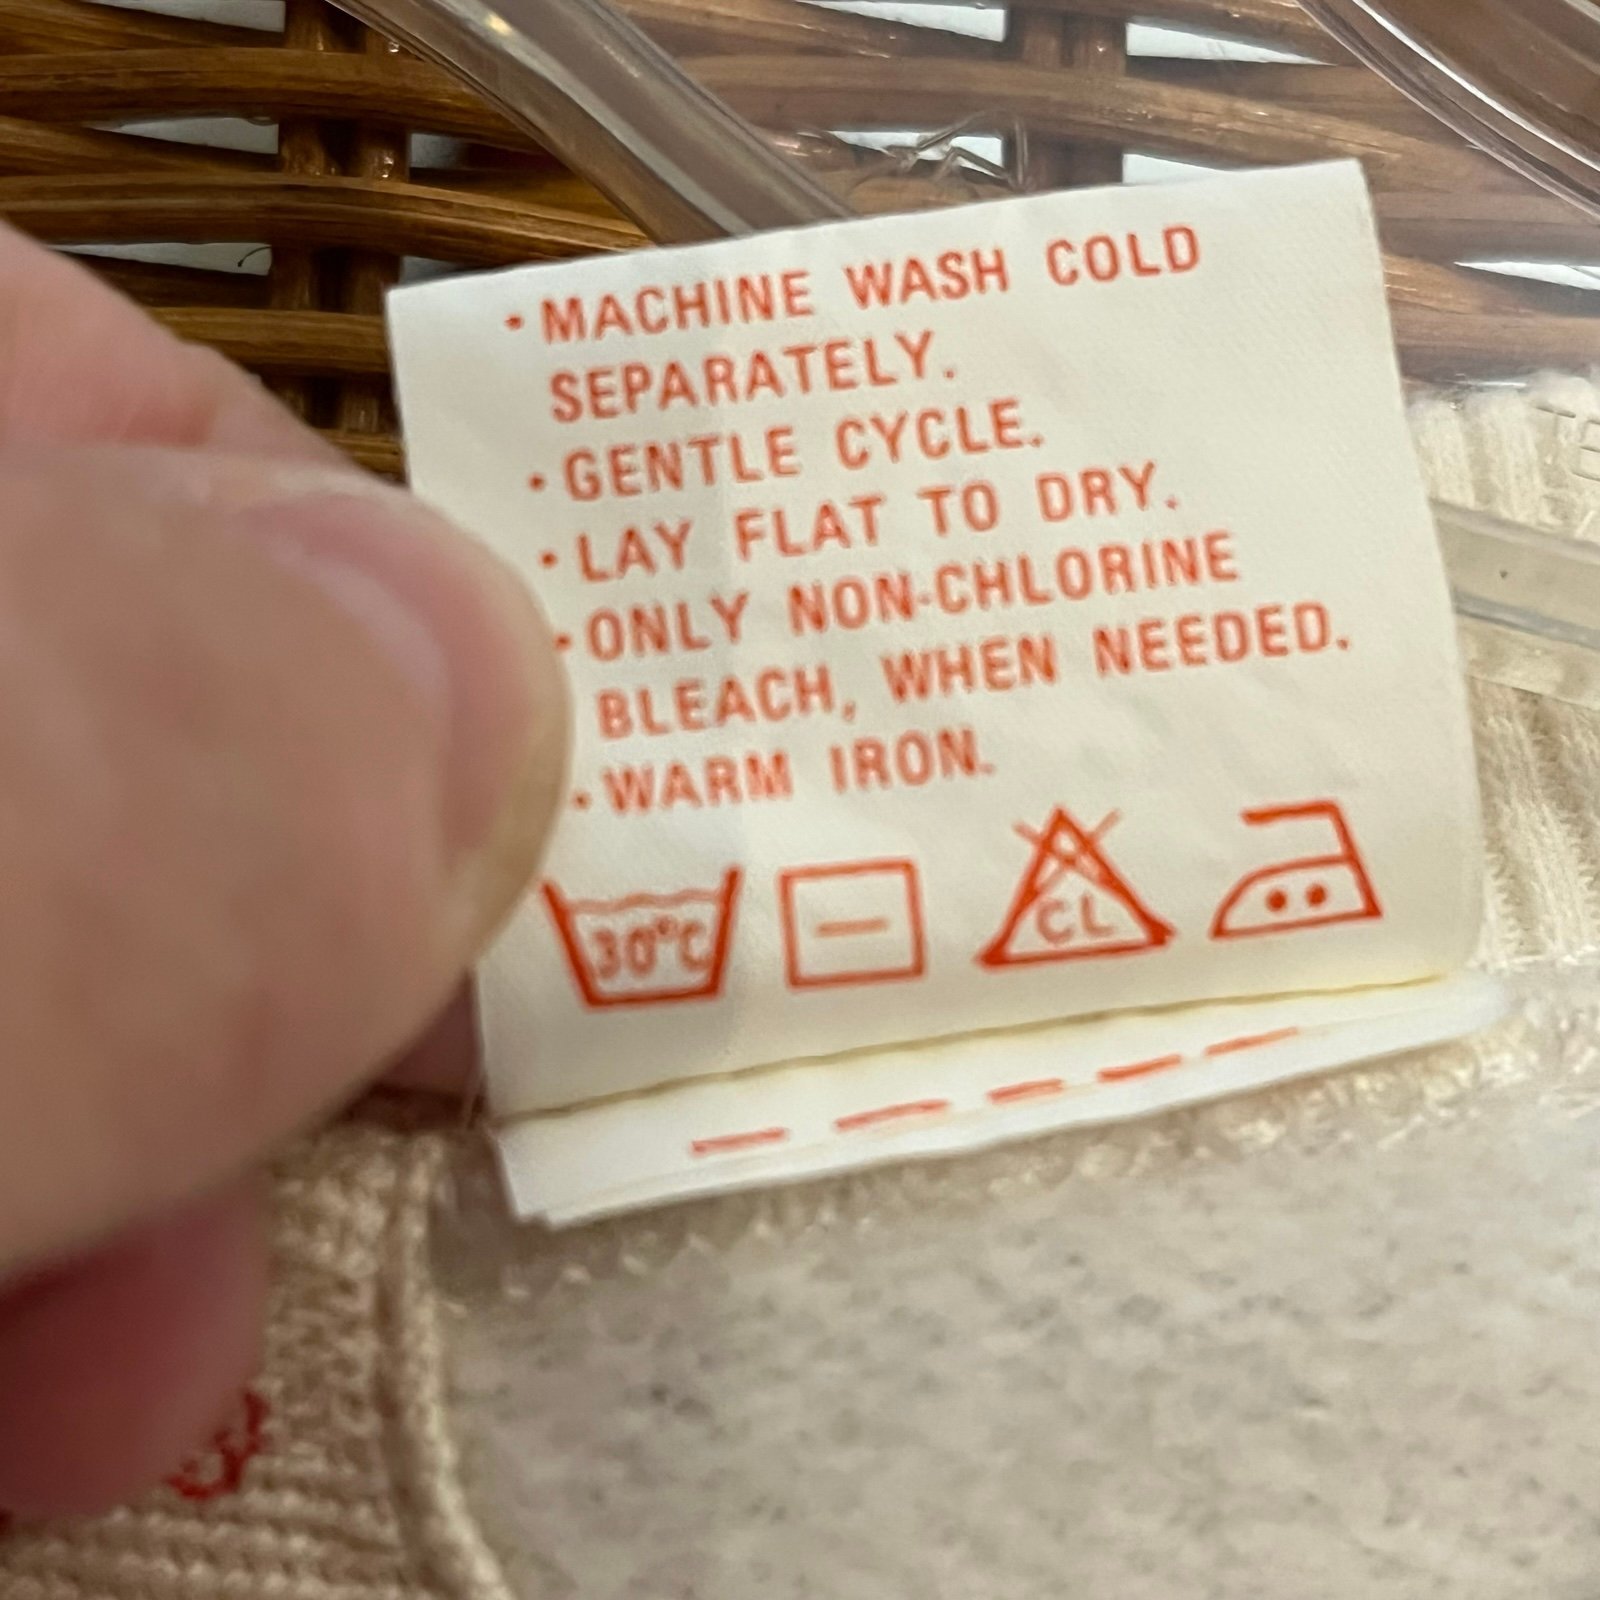 • MACHINE WASH COLD
SEPARATELY.
• GENTLE CYCLE.
• LAY FLAT TO DRY.
• ONLY NON-CHLORINE
BLEACH, WHEN NEEDED.
• WARM IRON.
30°C
CL